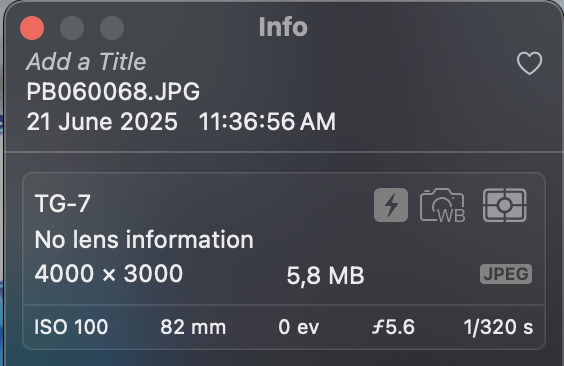 Info
Add a Title
PB060068.JPG
21 June 2025 11:36:56 AM
TG-7
WB
No lens information
4000 × 3000 5,8 MB JPEG
ISO 100 82 mm 0 ev ƒ5.6 1/320 s